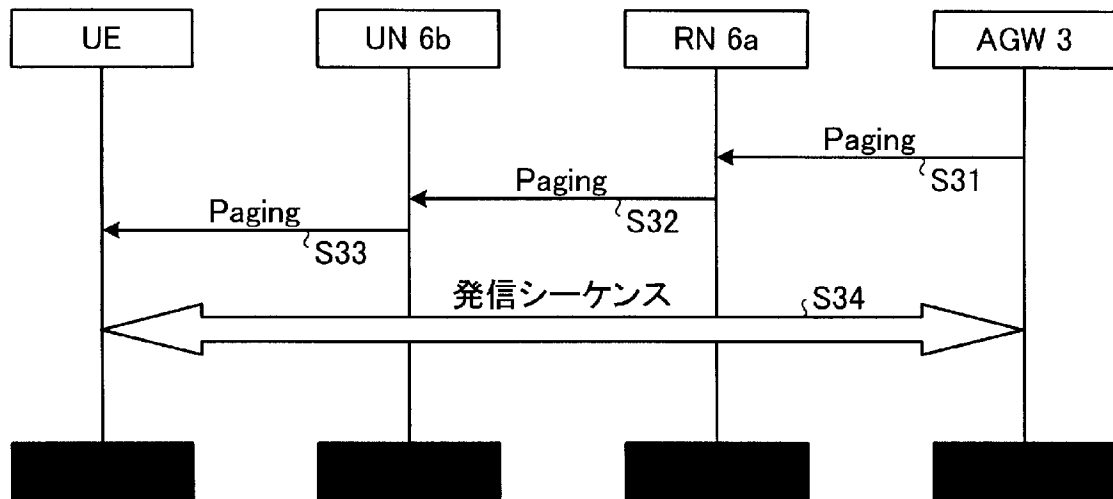 UE
UN 6b
RN 6a
AGW 3
Paging
S31
Paging
S32
Paging
S33
発信シーケンス
S34